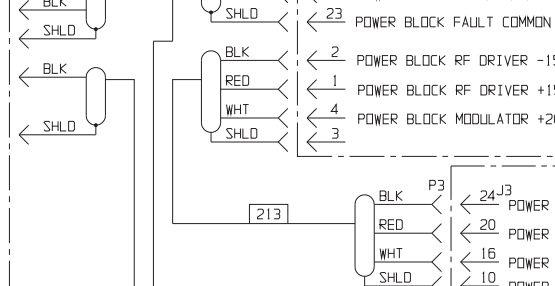 BLK
SHLD
BLK
SHLD
SHLD 23 POWER BLOCK FAULT COMMON
BLK 2 POWER BLOCK RF DRIVER
RED 1 POWER BLOCK RF DRIVER
WHT 4 POWER BLOCK MODULATOR
SHLD 3
213
P3 J3
BLK 24 POWER
RED 20 POWER
WHT 16 POWER
SHLD 10 POWER